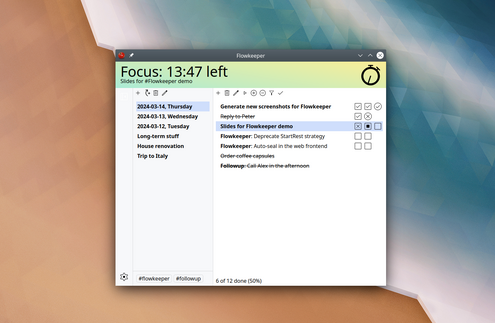 Flowkeeper
Focus: 13:47 left
Slides for #Flowkeeper demo
2024-03-14, Thursday
2024-03-13, Wednesday
2024-03-12, Tuesday
Long-term stuff
House renovation
Trip to Italy
Generate new screenshots for Flowkeeper
Reply to Peter
Slides for Flowkeeper demo
Flowkeeper: Deprecate StartRest strategy
Flowkeeper: Auto-seal in the web frontend
Order coffee capsules
Followup: Call Alex in the afternoon
#flowkeeper #followup
6 of 12 done (50%)